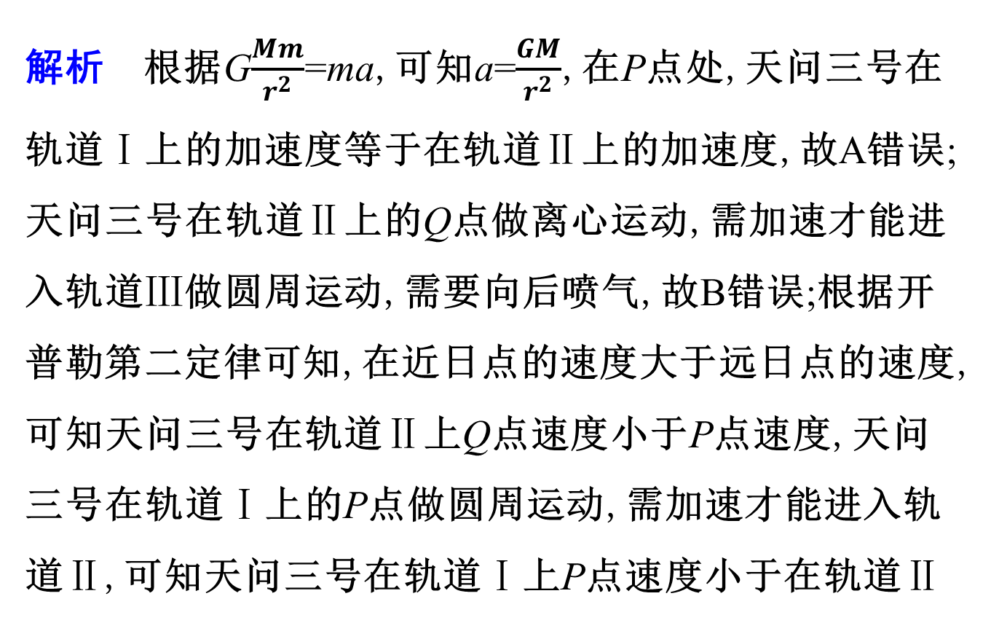 解析　根据G\frac{Mm}{r^2}=ma,可知a=\frac{GM}{r^2},在P点处,天问三号在
轨道Ⅰ上的加速度等于在轨道Ⅱ上的加速度,故A错误;
天问三号在轨道Ⅱ上的Q点做离心运动,需加速才能进
入轨道Ⅲ做圆周运动,需要向后喷气,故B错误;根据开
普勒第二定律可知,在近日点的速度大于远日点的速度,
可知天问三号在轨道Ⅱ上Q点速度小于P点速度,天问
三号在轨道Ⅰ上的P点做圆周运动,需加速才能进入轨
道Ⅱ,可知天问三号在轨道Ⅰ上P点速度小于在轨道Ⅱ